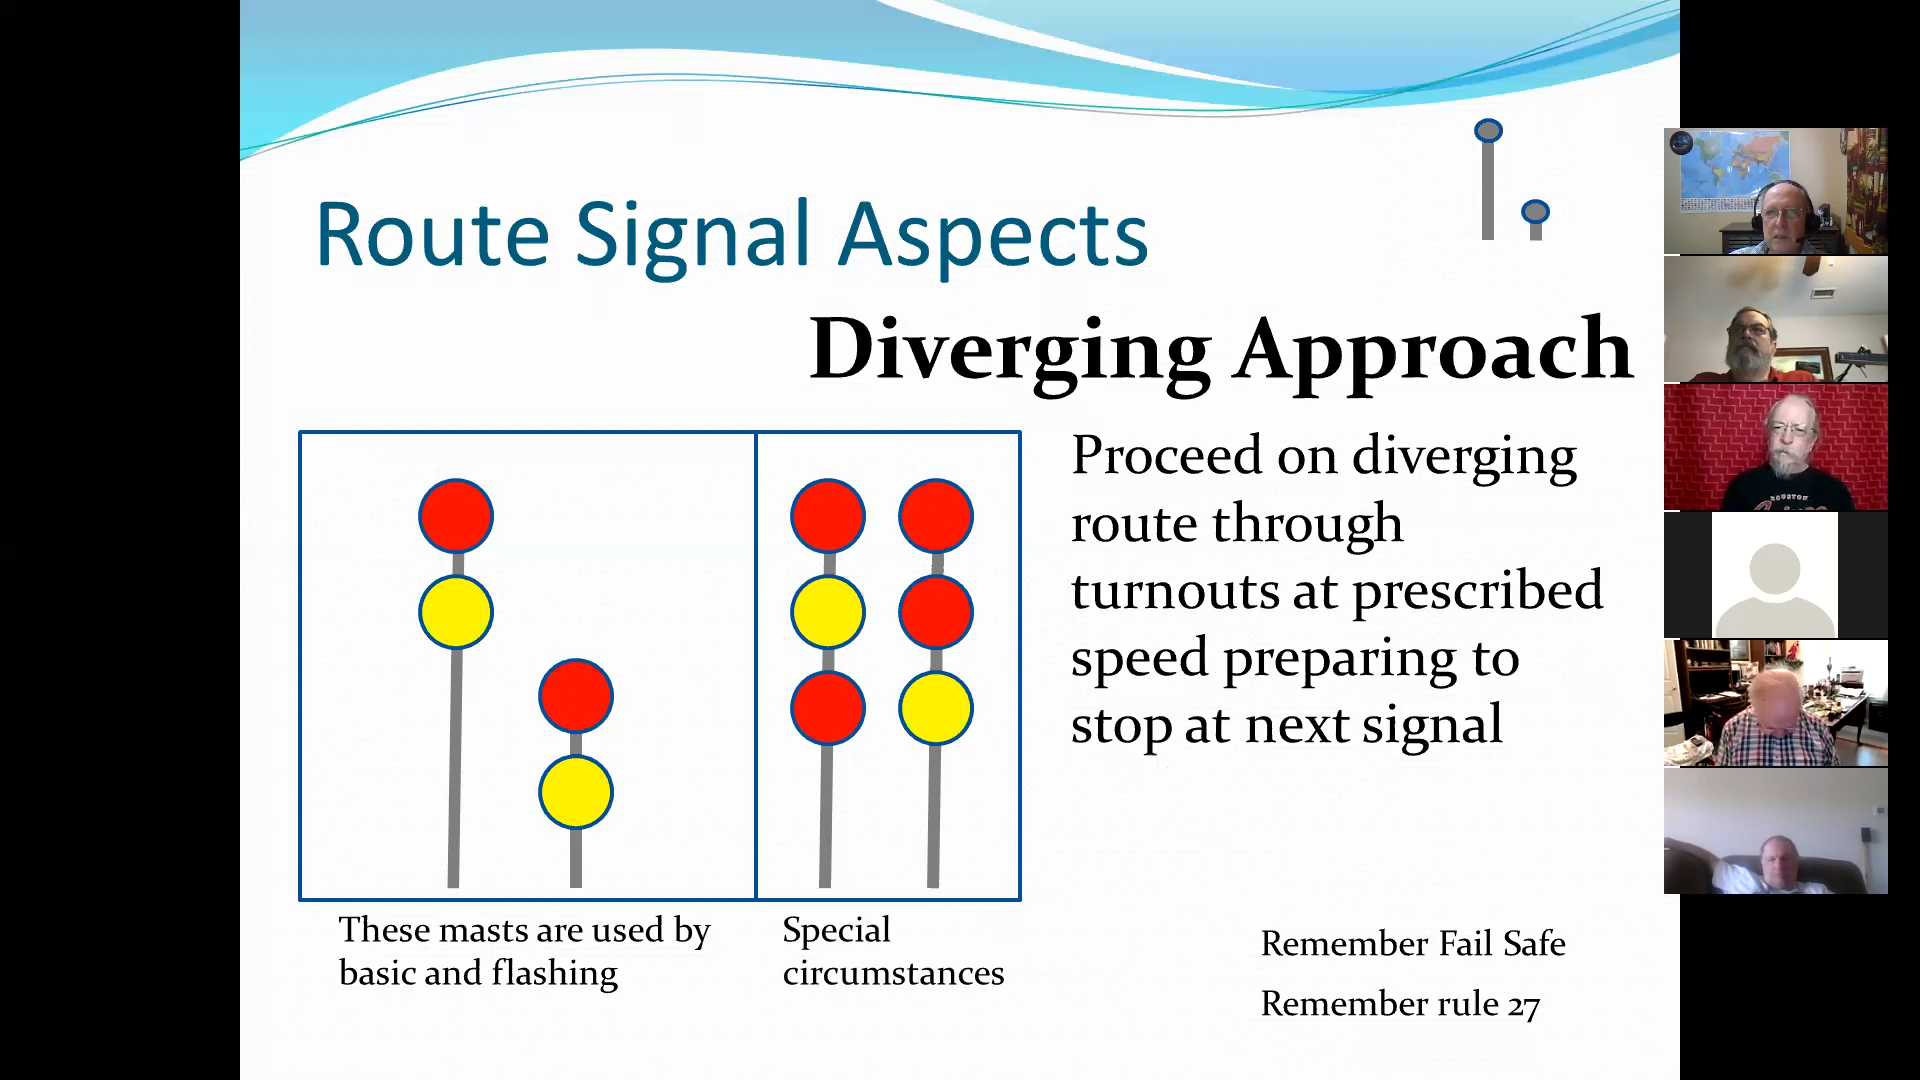 Route Signal Aspects
Diverging Approach
Proceed on diverging
route through
turnouts at prescribed
speed preparing to
stop at next signal
These masts are used by
basic and flashing
Special
circumstances
Remember Fail Safe
Remember rule 27
HOUSTON